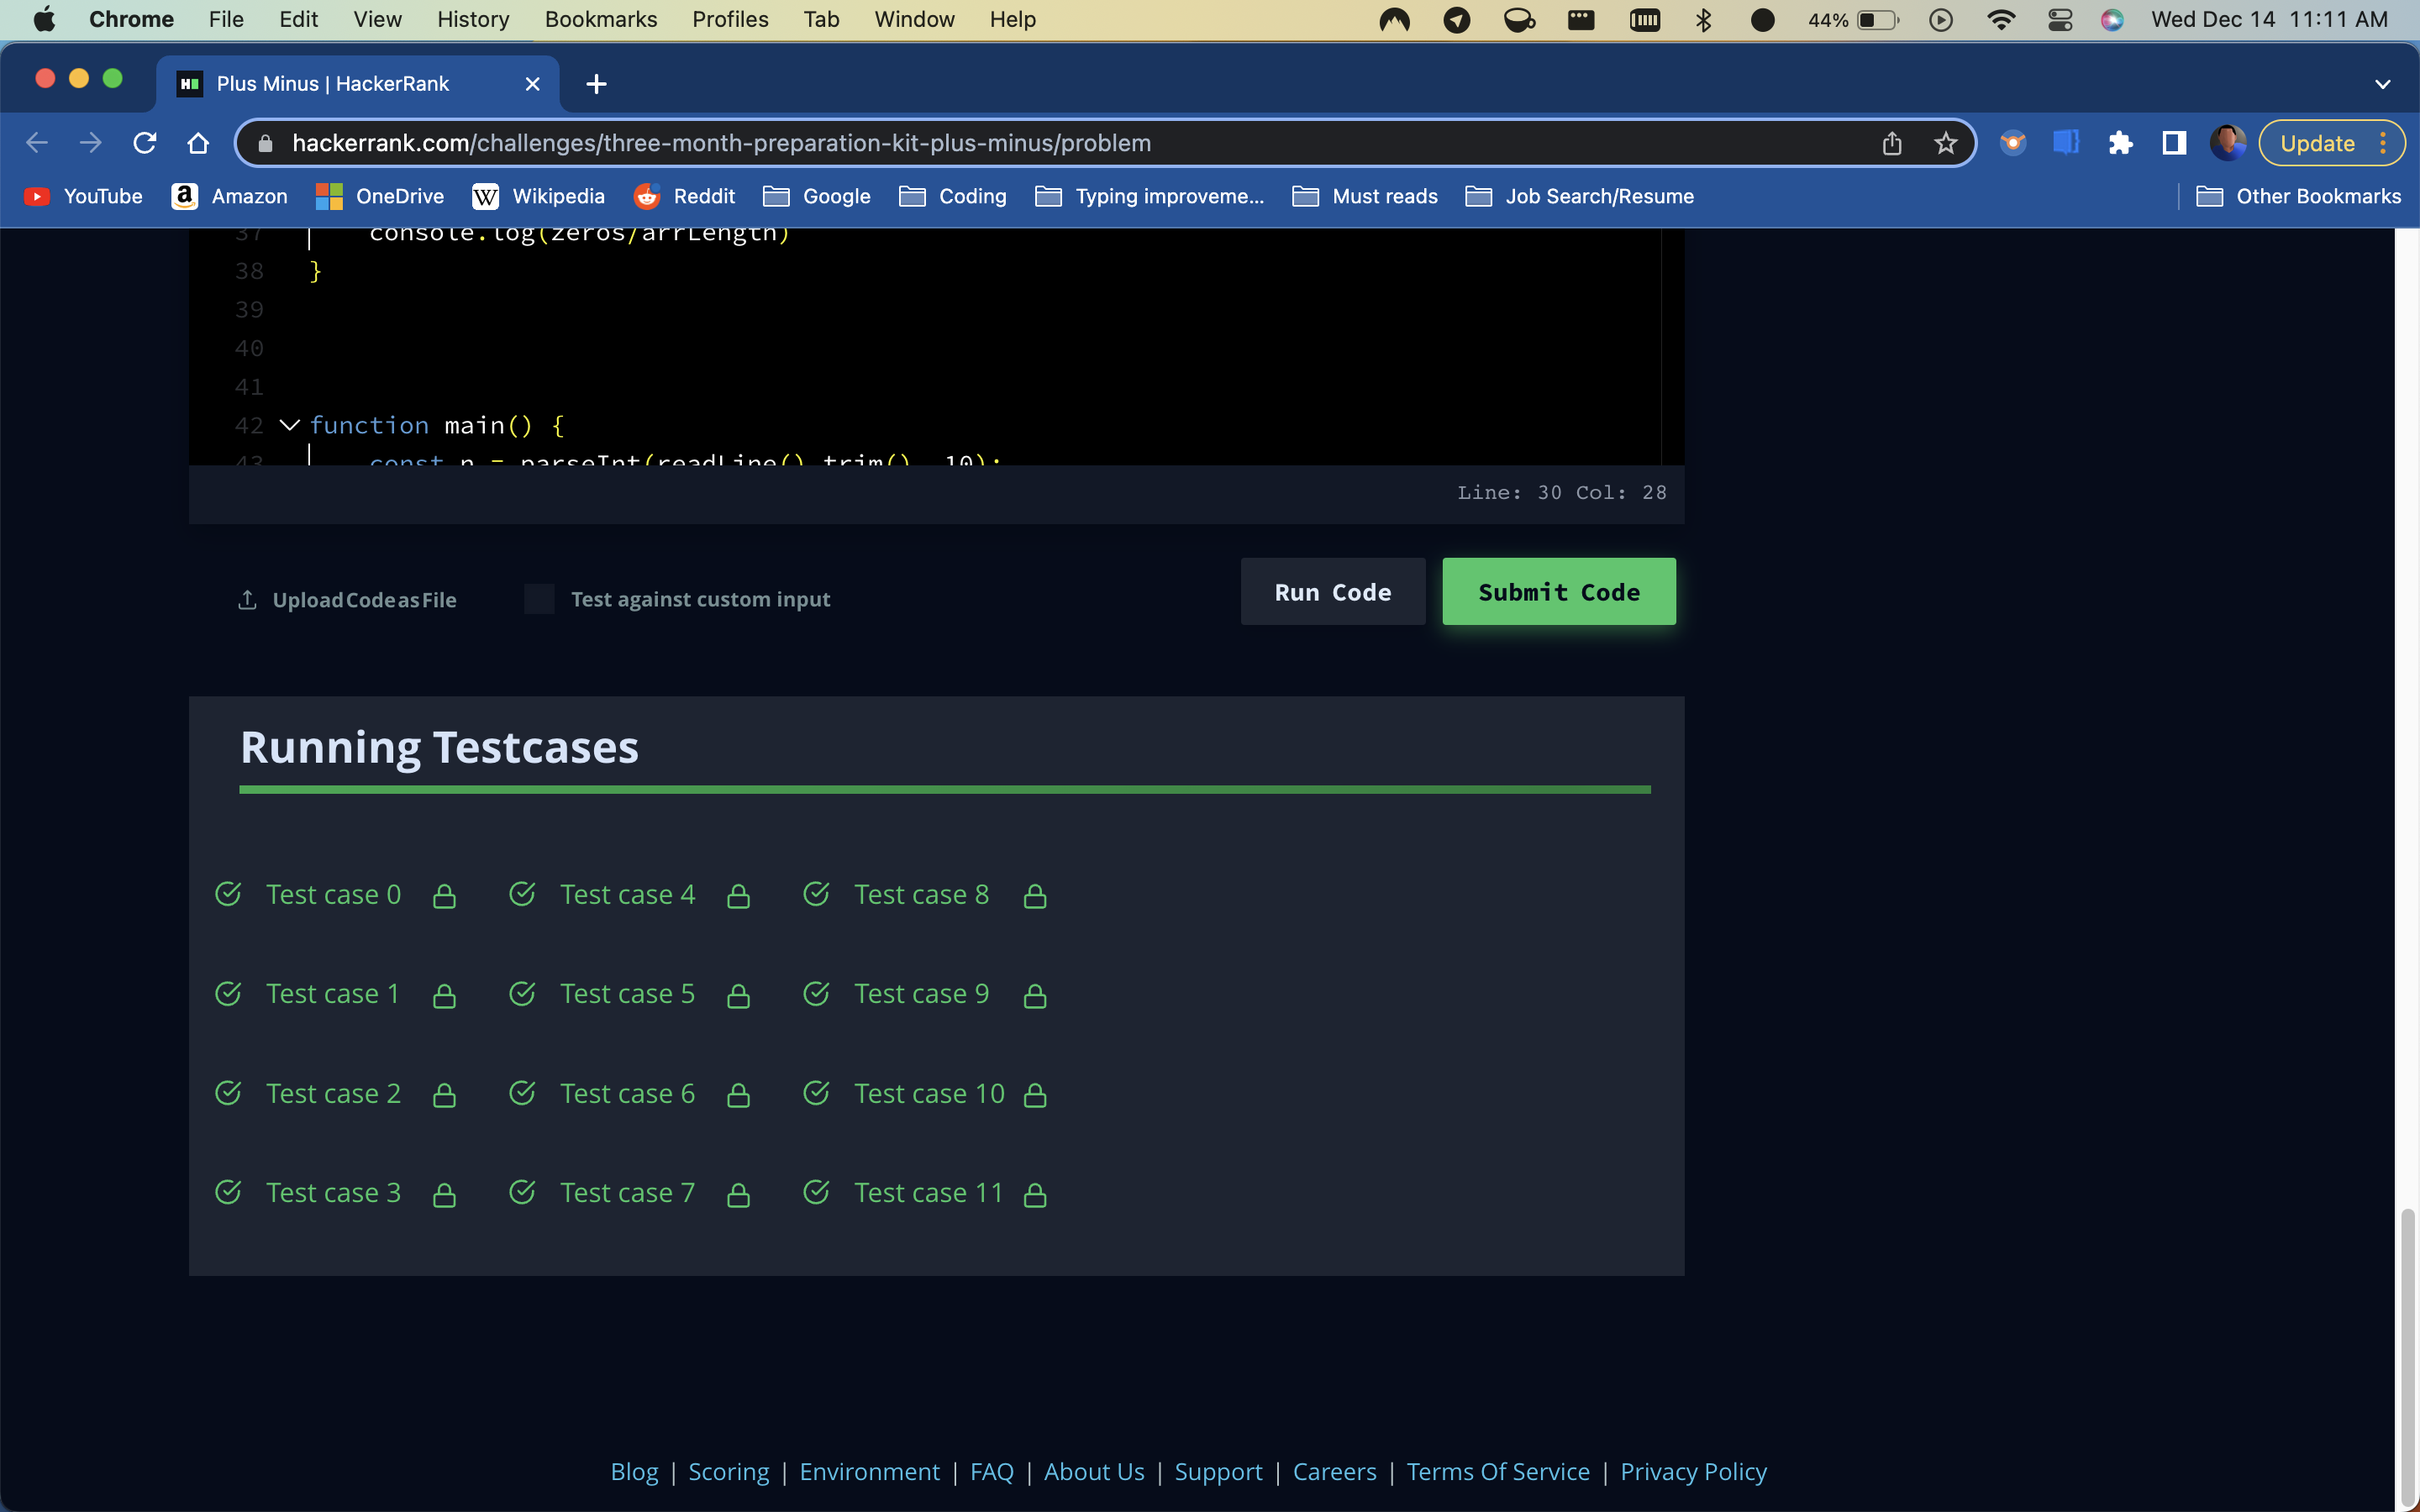 Chrome File Edit View History Bookmarks Profiles Tab Window Help 44% Wed Dec 14 11:11 AM
Plus Minus | HackerRank
hackerrank.com/challenges/three-month-preparation-kit-plus-minus/problem Update
YouTube Amazon OneDrive Wikipedia Reddit Google Coding Typing improveme... Must reads Job Search/Resume Other Bookmarks
37 console.log(zeros/arrLength)
38 }
39
40
41
42 function main() {
43 const n = parseInt(readLine().trim(), 10);
Line: 30 Col: 28
Upload Code as File Test against custom input Run Code Submit Code
Running Testcases
Test case 0 Test case 4 Test case 8
Test case 1 Test case 5 Test case 9
Test case 2 Test case 6 Test case 10
Test case 3 Test case 7 Test case 11
Blog | Scoring | Environment | FAQ | About Us | Support | Careers | Terms Of Service | Privacy Policy